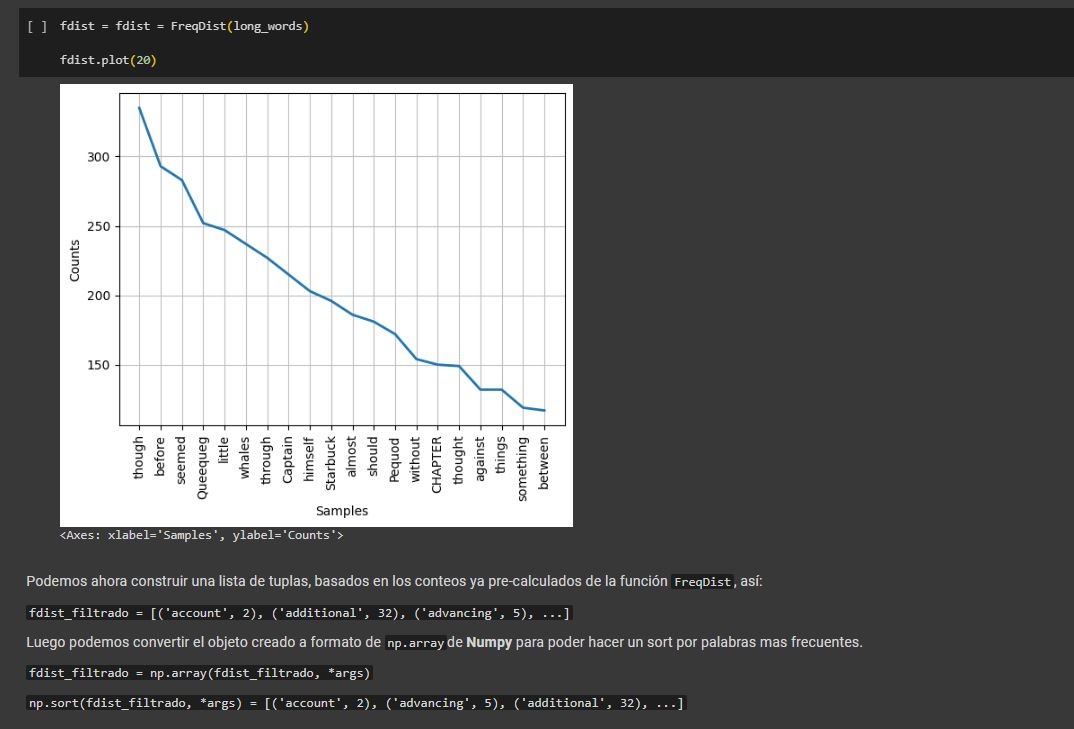 [ ] fdist = fdist = FreqDist(long_words)
fdist.plot(20)
300
250
200
150
Counts
though before seemed Queequeg little whales through Captain himself Starbuck almost should Pequod without CHAPTER thought against things something between
Samples
<Axes: xlabel='Samples', ylabel='Counts'>
Podemos ahora construir una lista de tuplas, basados en los conteos ya pre-calculados de la función FreqDist, así:
fdist_filtrado = [('account', 2), ('additional', 32), ('advancing', 5), ...]
Luego podemos convertir el objeto creado a formato de np.array de Numpy para poder hacer un sort por palabras mas frecuentes.
fdist_filtrado = np.array(fdist_filtrado, *args)
np.sort(fdist_filtrado, *args) = [('account', 2), ('advancing', 5), ('additional', 32), ...]